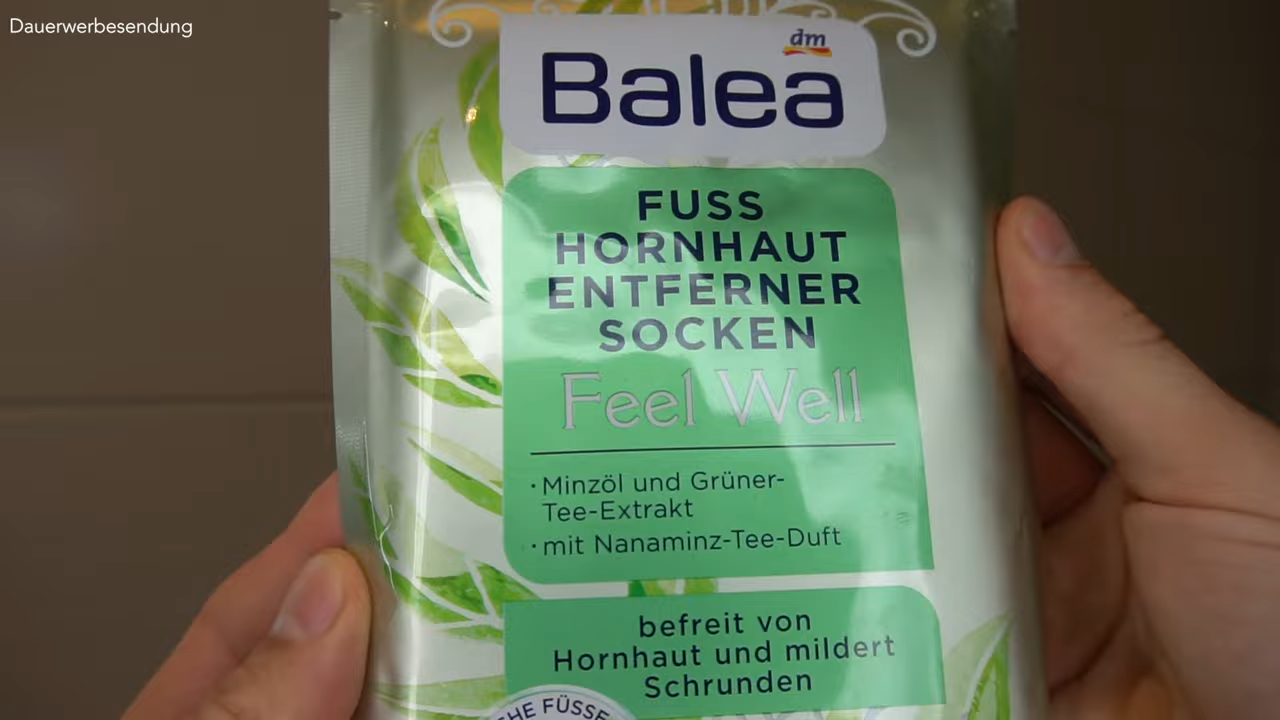 Dauerwerbesendung
dm
Balea
FUSS
HORNHAUT
ENTFERNER
SOCKEN
Feel Well
· Minzöl und Grüner-
Tee-Extrakt
· mit Nanaminz-Tee-Duft
befreit von
Hornhaut und mildert
Schrunden
FÜSSE